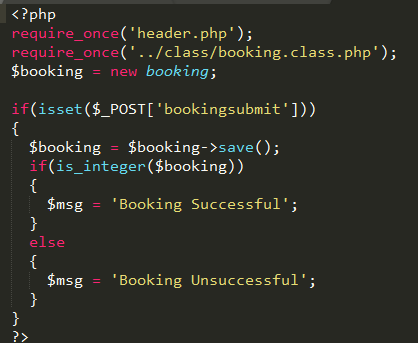 <?php
require_once('header.php');
require_once('../class/booking.class.php');
$booking = new booking;
if(isset($_POST['bookingsubmit']))
{
$booking = $booking->save();
if(is_integer($booking))
{
$msg = 'Booking Successful';
}
else
{
$msg = 'Booking Unsuccessful';
}
}
?>